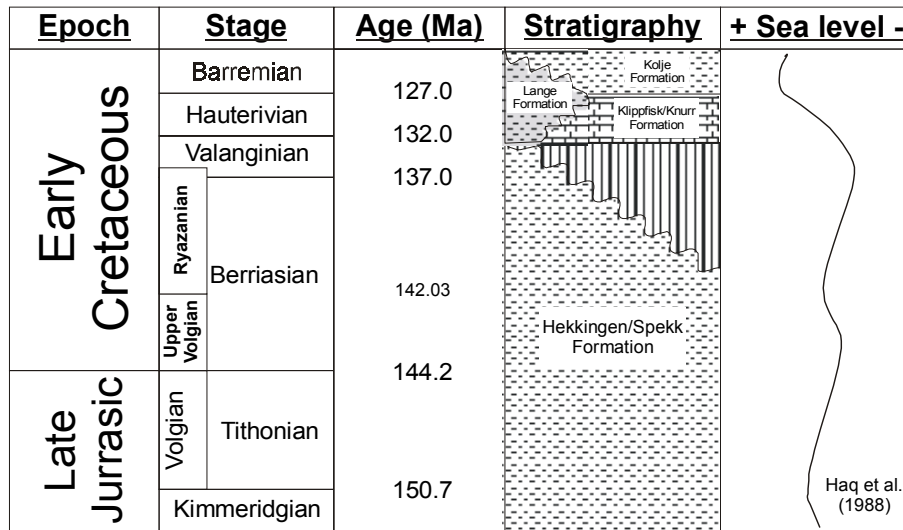 Epoch
Stage
Age (Ma)
Stratigraphy
+ Sea level -
Early
Cretaceous
Barremian
Hauterivian
Valanginian
Ryazanian
Berriasian
Upper
Volgian
127.0
132.0
137.0
142.03
144.2
150.7
Kolje
Formation
Lange
Formation
Klippfisk/Knurr
Formation
Hekkingen/Spekk
Formation
Late
Jurrasic
Volgian
Tithonian
Kimmeridgian
Haq et al.
(1988)